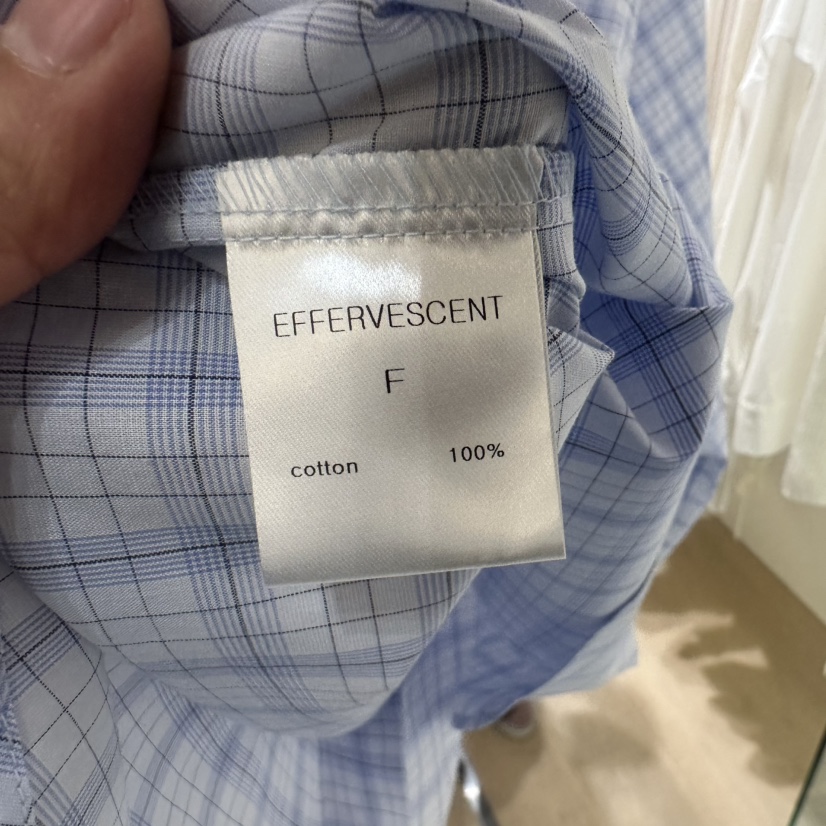 EFFERVESCENT
F
cotton 100%